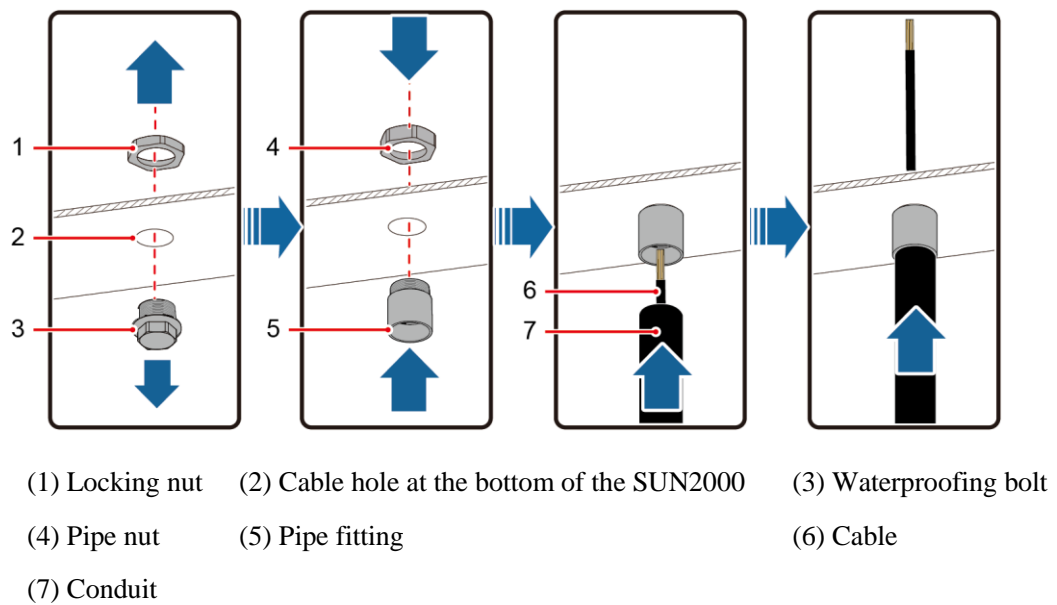 1
2
3
4
5
6
7
(1) Locking nut (2) Cable hole at the bottom of the SUN2000 (3) Waterproofing bolt
(4) Pipe nut (5) Pipe fitting (6) Cable
(7) Conduit